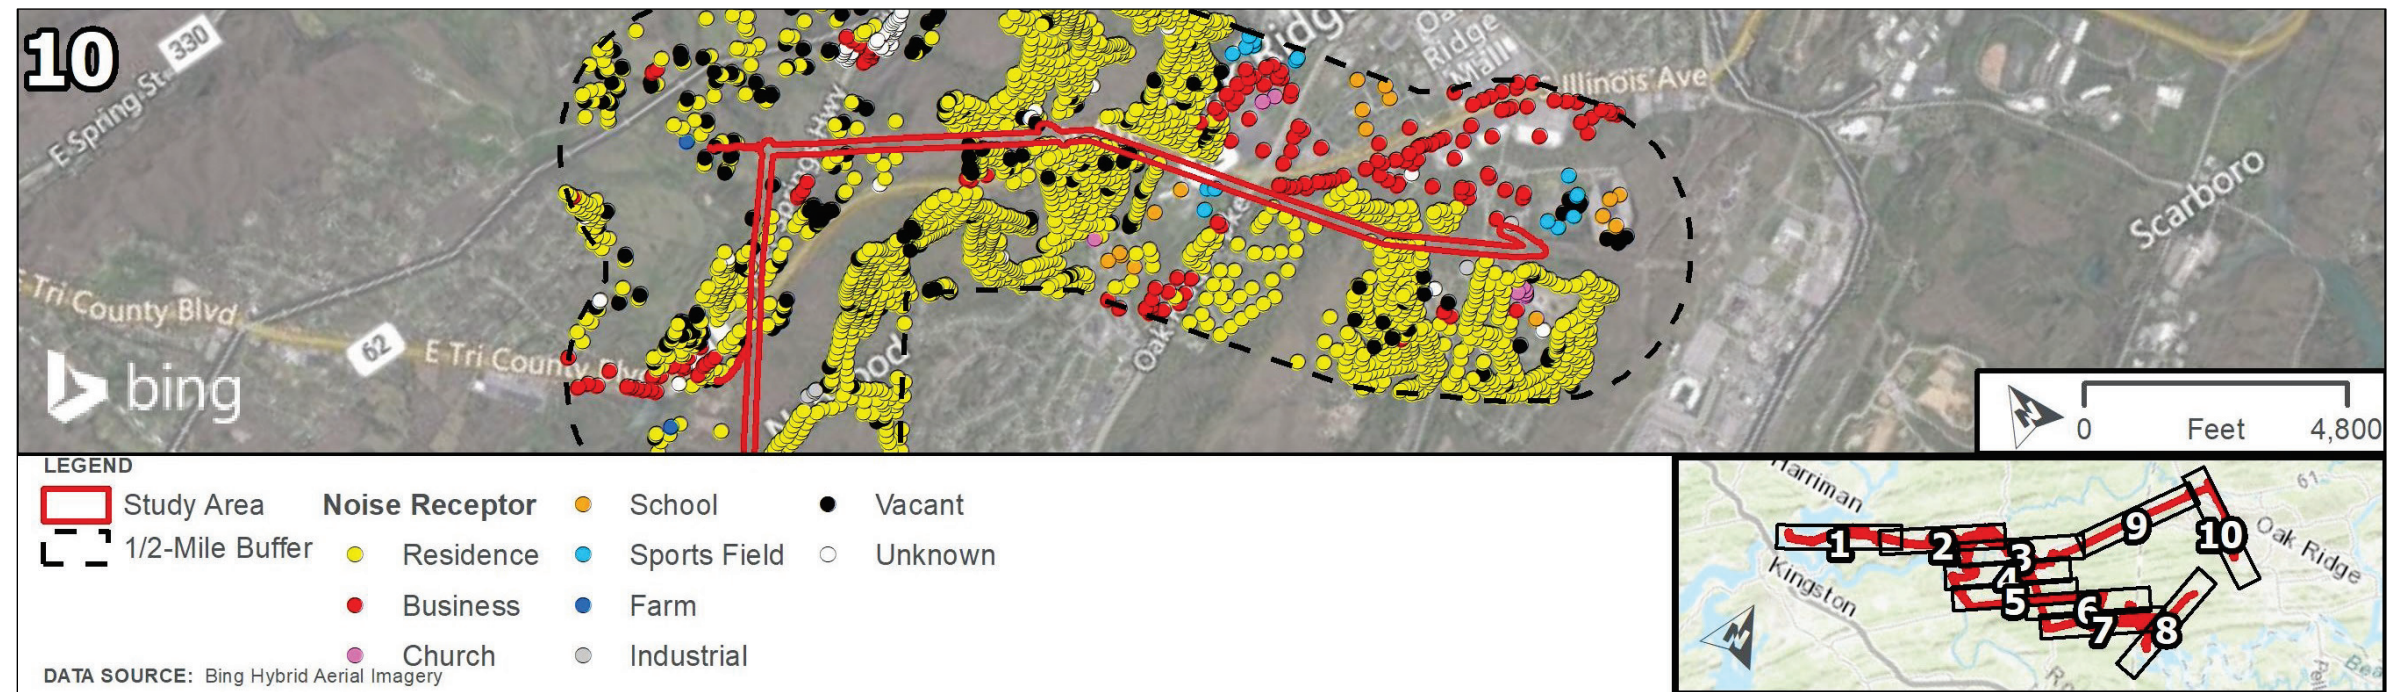 10
330
E Spring St
Ridge
Oak
Ridge
Mall
Illinois Ave
Scarboro
E Tri County Blvd
62
E Tri County Blvd
Oak
bing
N
0 Feet 4,800
LEGEND
Study Area
1/2-Mile Buffer
Noise Receptor
Residence
Business
Church
School
Sports Field
Farm
Industrial
Vacant
Unknown
DATA SOURCE: Bing Hybrid Aerial Imagery
Harriman
61
Oak Ridge
Kingston
1
2
3
4
5
6
7
8
9
10
N